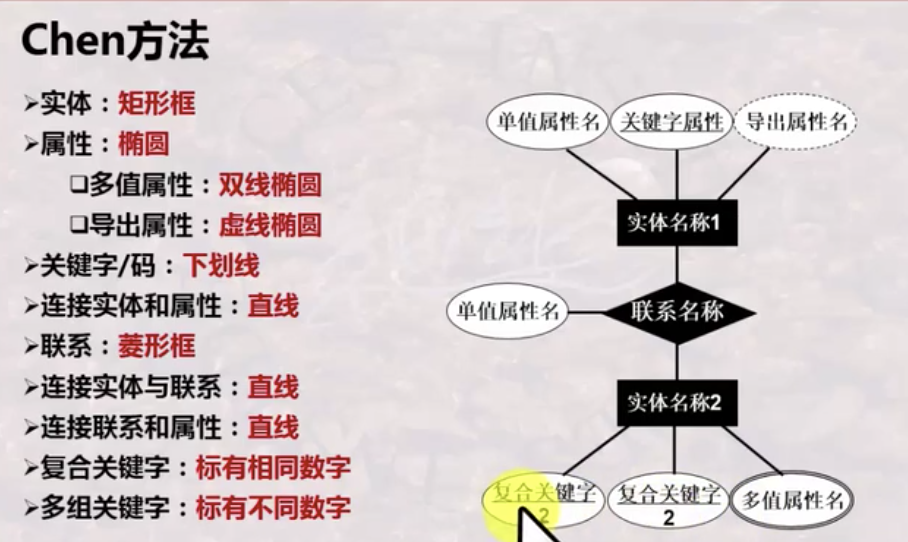 Chen方法
➢实体：矩形框
➢属性：椭圆
❑多值属性：双线椭圆
❑导出属性：虚线椭圆
➢关键字/码：下划线
➢连接实体和属性：直线
➢联系：菱形框
➢连接实体与联系：直线
➢连接联系和属性：直线
➢复合关键字：标有相同数字
➢多组关键字：标有不同数字
单值属性名
关键字属性
导出属性名
实体名称1
单值属性名
联系名称
实体名称2
复合关键字
2
复合关键字
2
多值属性名